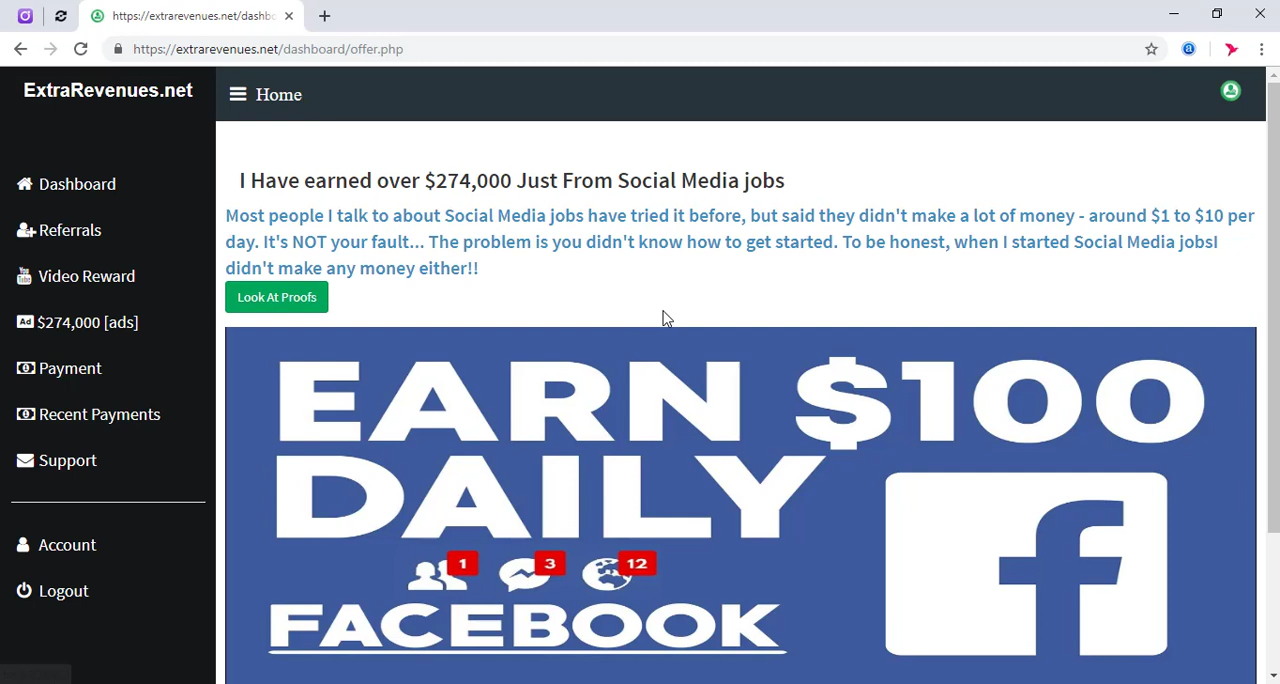 https://extrarevenues.net/dashbo
https://extrarevenues.net/dashboard/offer.php
ExtraRevenues.net
Home
Dashboard
Referrals
Video Reward
Ad $274,000 [ads]
Payment
Recent Payments
Support
Account
Logout
I Have earned over $274,000 Just From Social Media jobs
Most people I talk to about Social Media jobs have tried it before, but said they didn't make a lot of money - around $1 to $10 per
day. It's NOT your fault... The problem is you didn't know how to get started. To be honest, when I started Social Media jobsI
didn't make any money either!!
Look At Proofs
EARN $100
DAILY
1 3 12
FACEBOOK